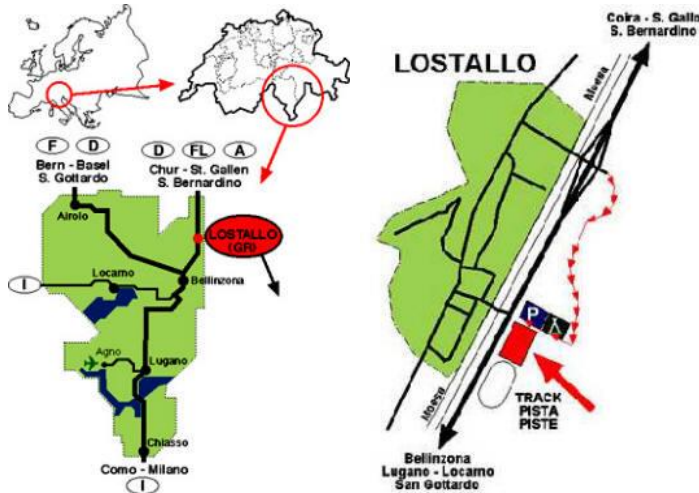 F D
Bern - Basel
S. Gottardo
D FL A
Chur - St. Gallen
S. Bernardino
Airolo
LOSTALLO
(GR)
Locarno
Bellinzona
I
Agno
Lugano
Chiasso
Como - Milano
I
Coira - S. Gallo
S. Bernardino
LOSTALLO
Moesa
P
Moesa
TRACK
PISTA
PISTE
Bellinzona
Lugano - Locarno
San Gottardo